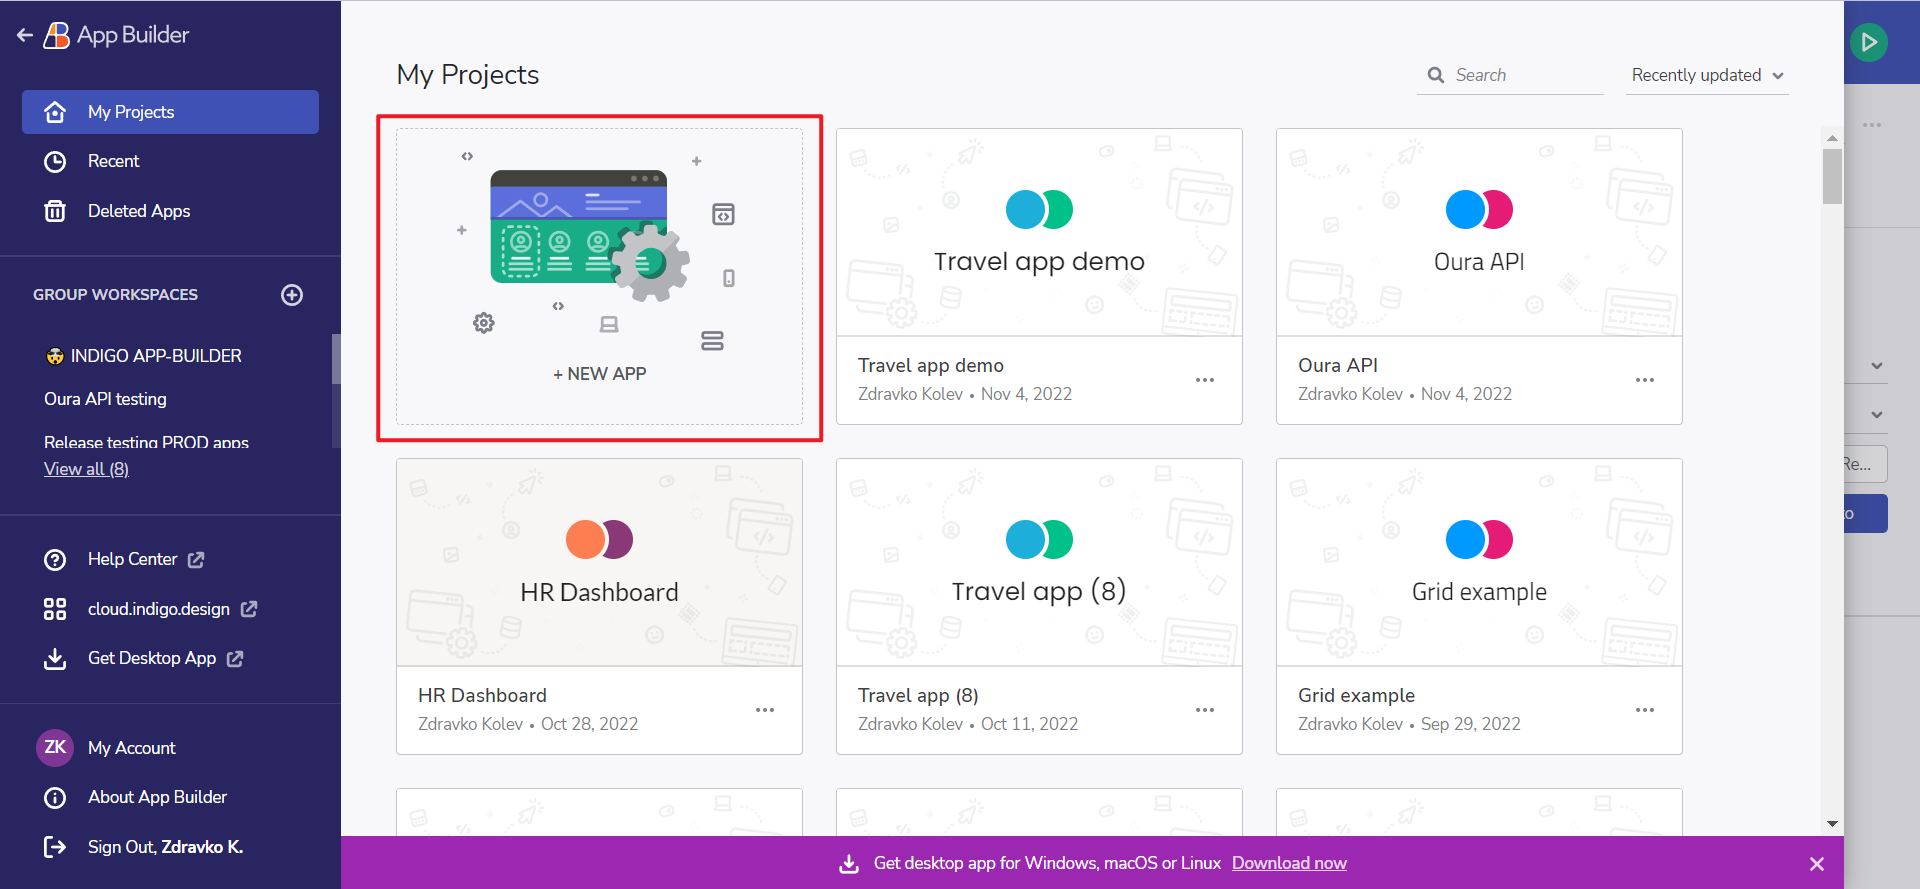 App Builder
My Projects
Recent
Deleted Apps
GROUP WORKSPACES
INDIGO APP-BUILDER
Oura API testing
Release testing PROD apps
View all (8)
Help Center
cloud.indigo.design
Get Desktop App
ZK My Account
About App Builder
Sign Out, Zdravko K.
My Projects
Search
Recently updated
+ NEW APP
Travel app demo
Travel app demo
Zdravko Kolev • Nov 4, 2022
Oura API
Oura API
Zdravko Kolev • Nov 4, 2022
HR Dashboard
HR Dashboard
Zdravko Kolev • Oct 28, 2022
Travel app (8)
Travel app (8)
Zdravko Kolev • Oct 11, 2022
Grid example
Grid example
Zdravko Kolev • Sep 29, 2022
Re...
to
Get desktop app for Windows, macOS or Linux Download now